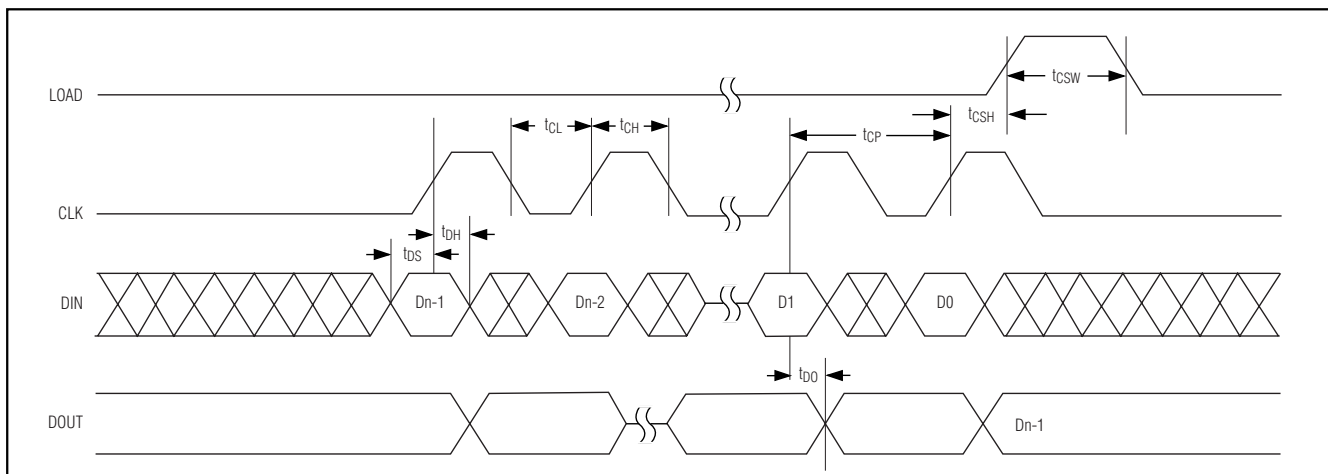 LOAD
tCSW
tCSH
tCL
tCH
tCP
CLK
tDH
tDS
DIN
Dn-1
Dn-2
D1
D0
tDO
DOUT
Dn-1